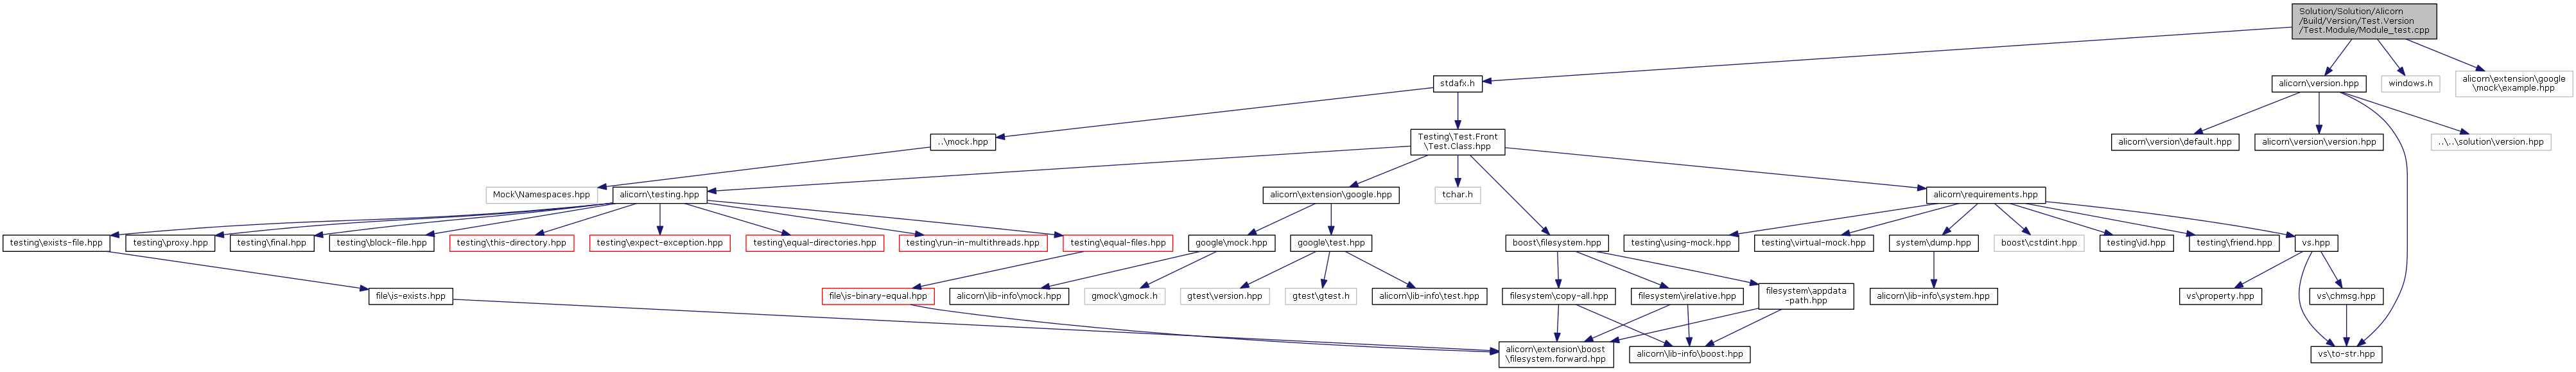 Solution/Solution/Alicorn
/Build/Version/Test.Version
/Test.Module/Module_test.cpp
stdafx.h
alicorn\version.hpp
windows.h
alicorn\extension\google
\mock\example.hpp
..\mock.hpp
Testing\Test.Front
\Test.Class.hpp
alicorn\version\default.hpp
alicorn\version\version.hpp
..\..\solution\version.hpp
Mock\Namespaces.hpp
alicorn\testing.hpp
alicorn\extension\google.hpp
tchar.h
alicorn\requirements.hpp
testing\exists-file.hpp
testing\proxy.hpp
testing\final.hpp
testing\block-file.hpp
testing\this-directory.hpp
testing\expect-exception.hpp
testing\equal-directories.hpp
testing\run-in-multithreads.hpp
testing\equal-files.hpp
google\mock.hpp
google\test.hpp
boost\filesystem.hpp
testing\using-mock.hpp
testing\virtual-mock.hpp
system\dump.hpp
boost\cstdint.hpp
testing\id.hpp
testing\friend.hpp
vs.hpp
file\is-exists.hpp
file\is-binary-equal.hpp
alicorn\lib-info\mock.hpp
gmock\gmock.h
gtest\version.hpp
gtest\gtest.h
alicorn\lib-info\test.hpp
filesystem\copy-all.hpp
filesystem\irelative.hpp
filesystem\appdata
-path.hpp
alicorn\lib-info\system.hpp
vs\property.hpp
vs\chmsg.hpp
alicorn\extension\boost
\filesystem.forward.hpp
alicorn\lib-info\boost.hpp
vs\to-str.hpp